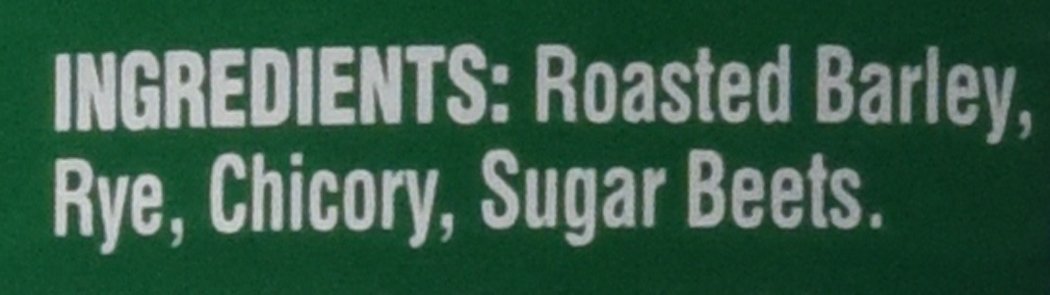 INGREDIENTS: Roasted Barley,
Rye, Chicory, Sugar Beets.